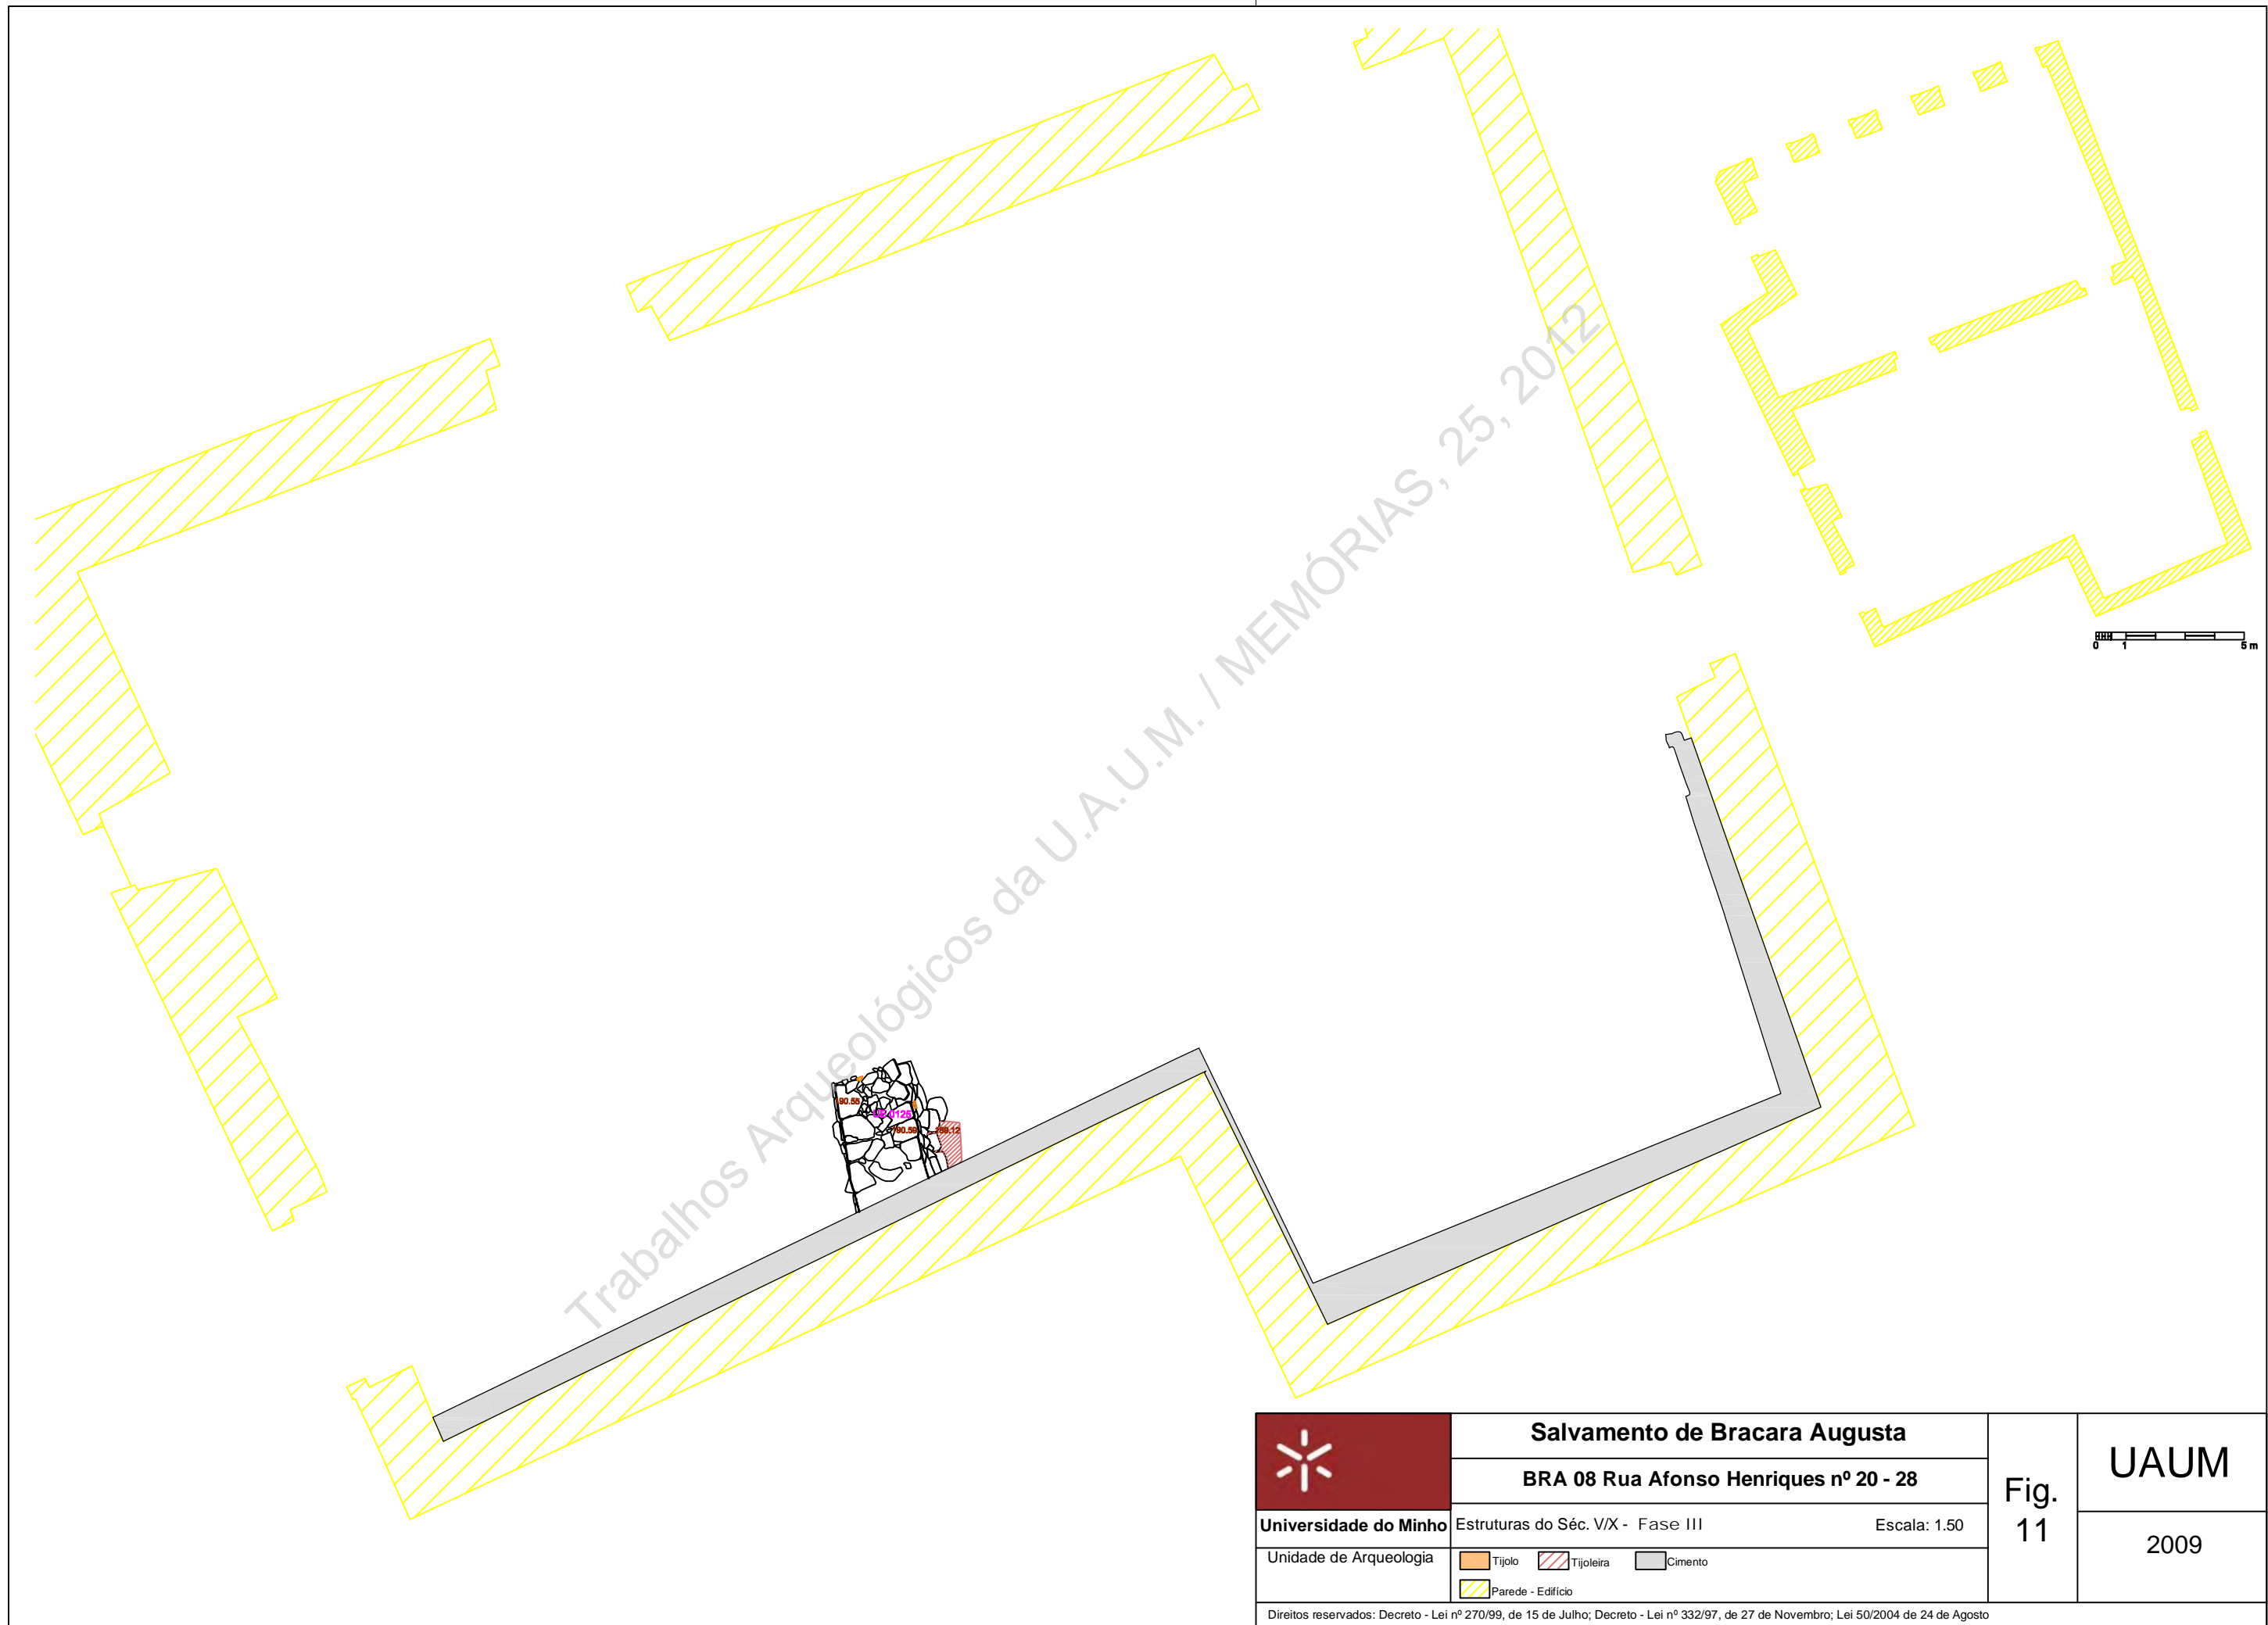 Trabalhos Arqueológicos da U.A.U.M. / MEMÓRIAS, 25, 2012
0 1 5 m
190.59
Salvamento de Bracara Augusta
BRA 08 Rua Afonso Henriques nº 20 - 28
Universidade do Minho
Estruturas do Séc. V/X - Fase III
Escala: 1.50
Unidade de Arqueologia
Tijolo
Tijoleira
Cimento
Parede - Edifício
Fig.
11
UAUM
2009
Direitos reservados: Decreto - Lei nº 270/99, de 15 de Julho; Decreto - Lei nº 332/97, de 27 de Novembro; Lei 50/2004 de 24 de Agosto